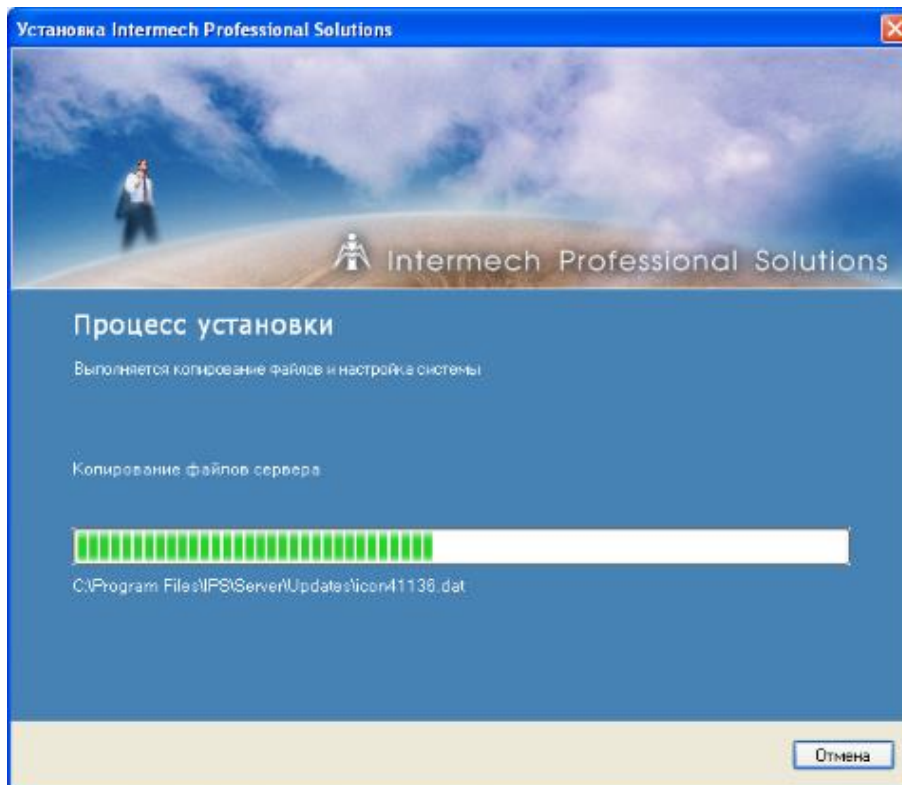 Установка Intermech Professional Solutions
Intermech Professional Solutions
Процесс установки
Выполняется копирование файлов и настройка системы
Копирование файлов сервера
C:\Program Files\IPS\Server\Updates\icon41136.dat
Отмена